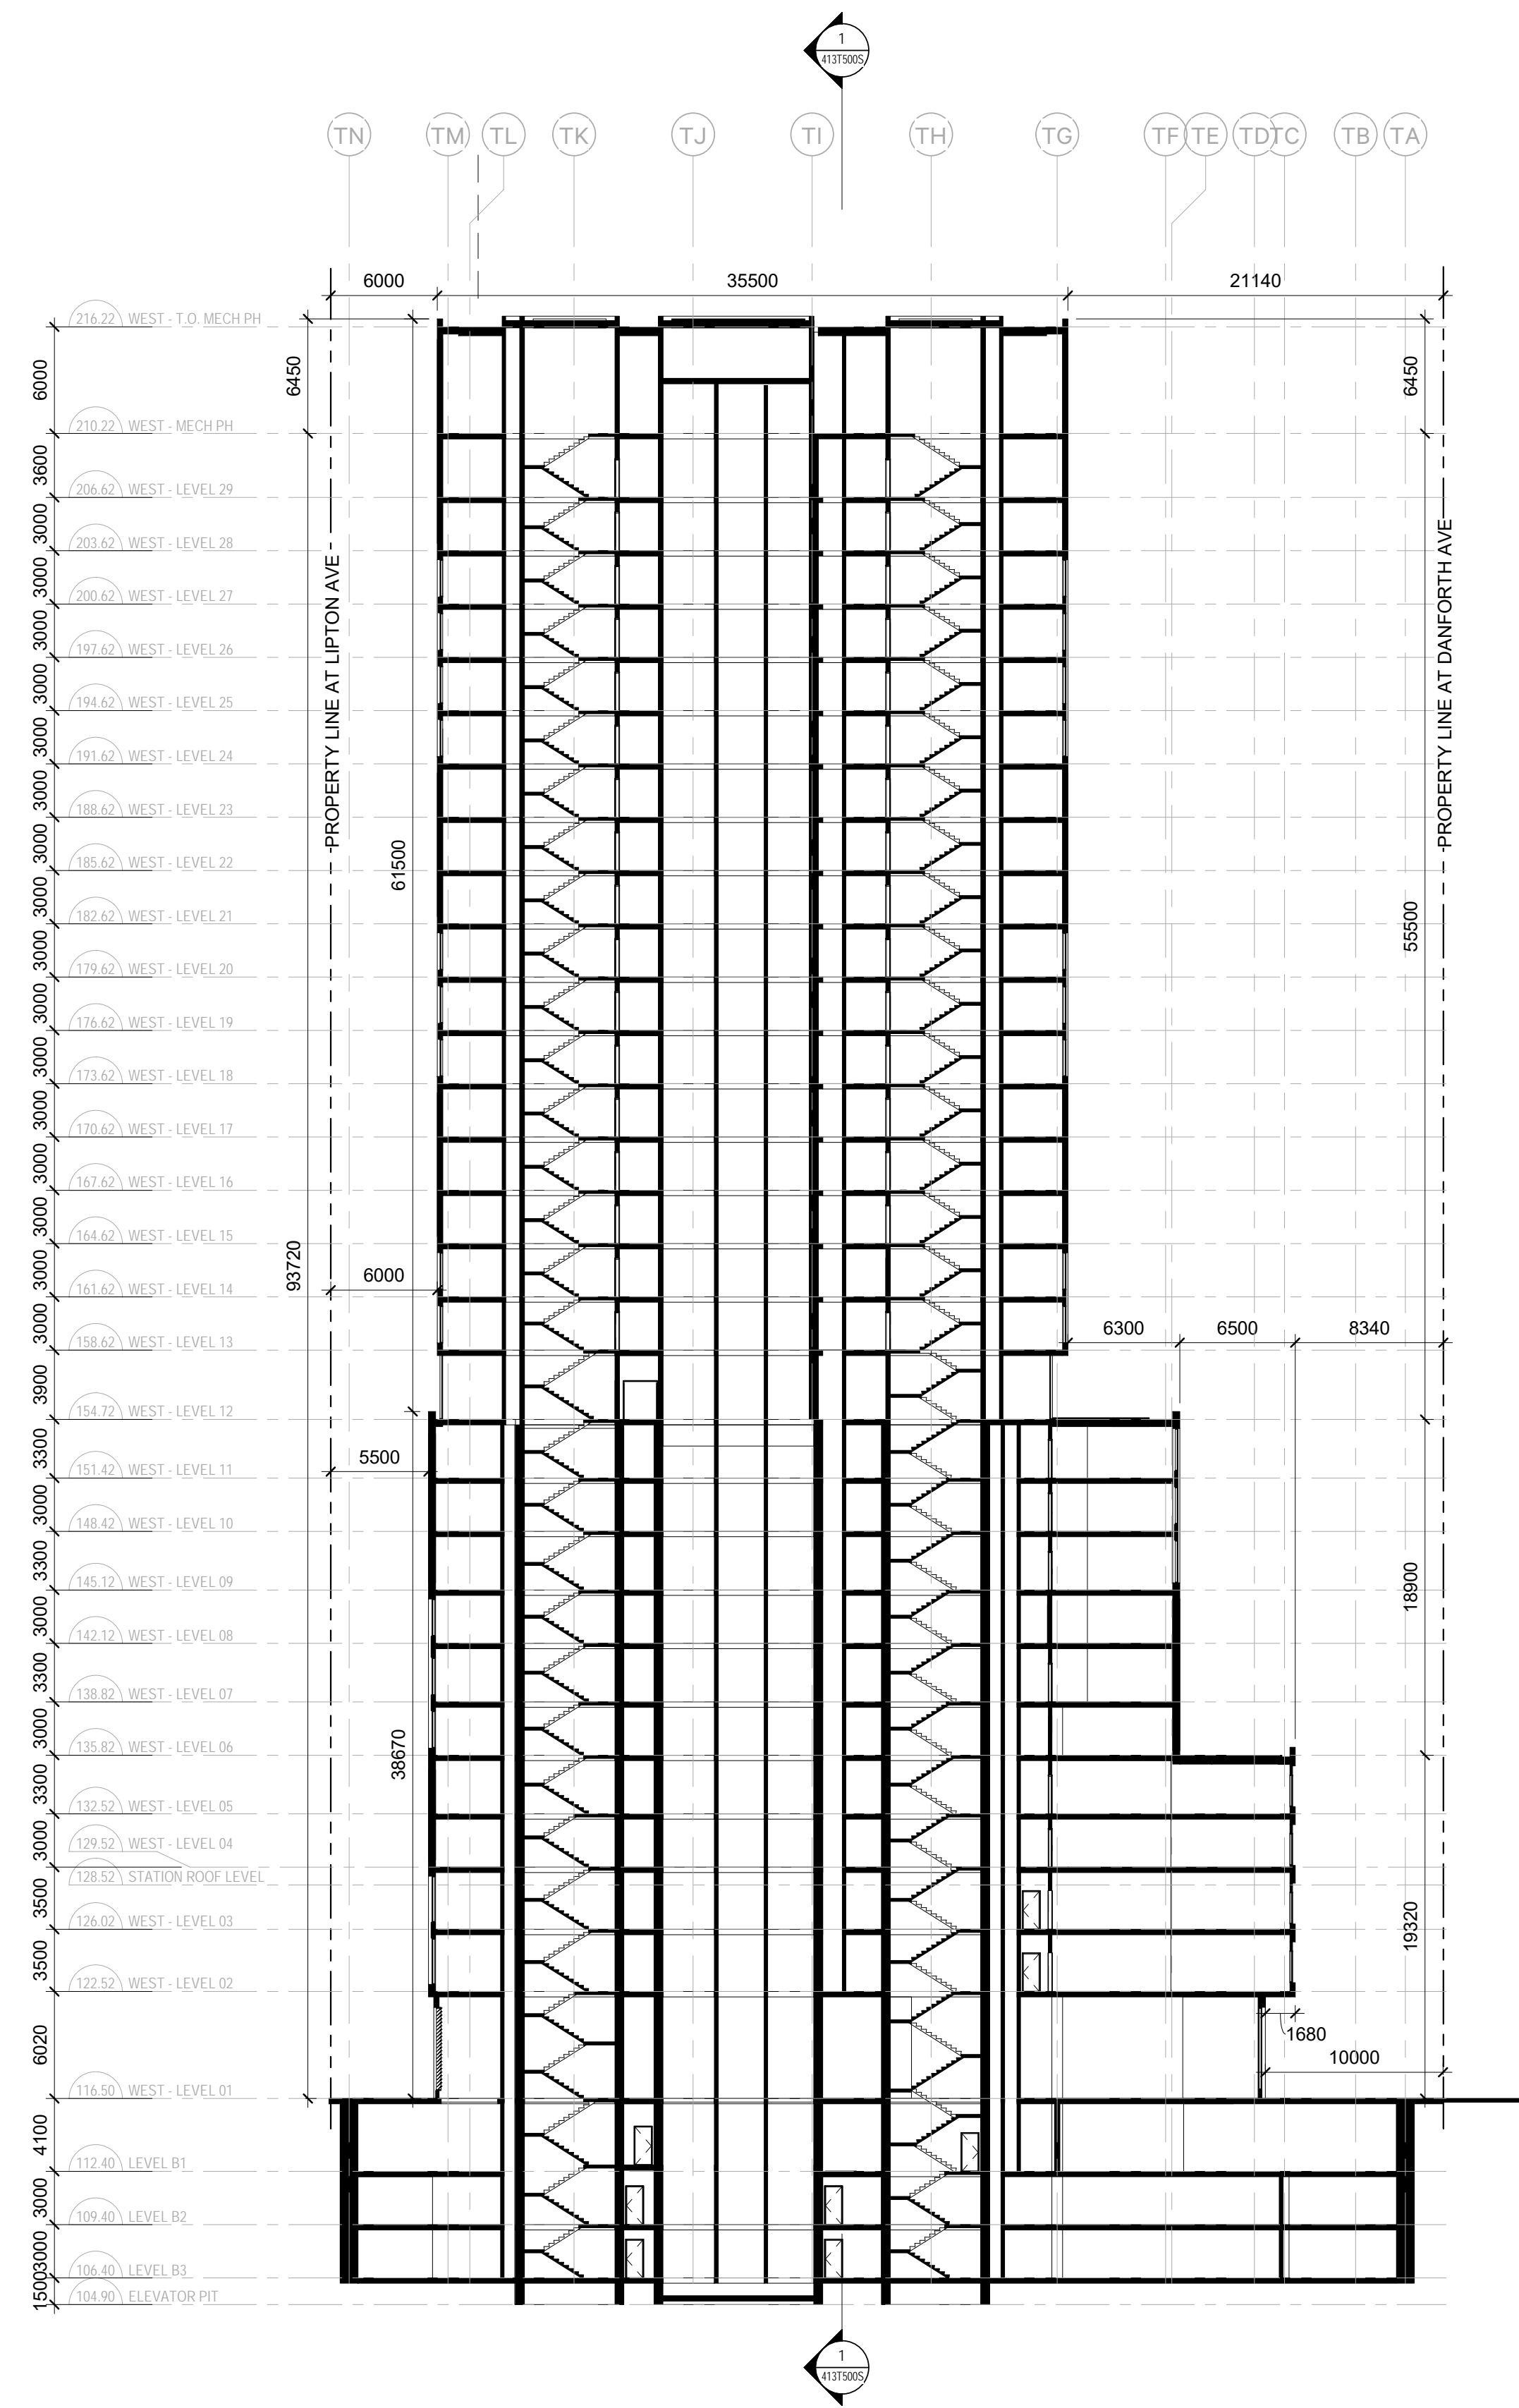 1
413T500S
TN TM TL TK TJ TI TH TG TF TE TD TC TB TA
6000 35500 21140
216.22 WEST - T.O. MECH PH
6000
6450
6450
210.22 WEST - MECH PH
3600
206.62 WEST - LEVEL 29
3000
203.62 WEST - LEVEL 28
3000
200.62 WEST - LEVEL 27
3000
197.62 WEST - LEVEL 26
3000
194.62 WEST - LEVEL 25
3000
191.62 WEST - LEVEL 24
3000
188.62 WEST - LEVEL 23
3000
185.62 WEST - LEVEL 22
3000
182.62 WEST - LEVEL 21
3000
179.62 WEST - LEVEL 20
3000
176.62 WEST - LEVEL 19
3000
173.62 WEST - LEVEL 18
3000
170.62 WEST - LEVEL 17
3000
167.62 WEST - LEVEL 16
3000
164.62 WEST - LEVEL 15
3000
161.62 WEST - LEVEL 14
3000
158.62 WEST - LEVEL 13
3900
154.72 WEST - LEVEL 12
3300
151.42 WEST - LEVEL 11
3000
148.42 WEST - LEVEL 10
3300
145.12 WEST - LEVEL 09
3000
142.12 WEST - LEVEL 08
3300
138.82 WEST - LEVEL 07
3000
135.82 WEST - LEVEL 06
3300
132.52 WEST - LEVEL 05
3000
129.52 WEST - LEVEL 04
128.52 STATION ROOF LEVEL
3500
126.02 WEST - LEVEL 03
3500
122.52 WEST - LEVEL 02
6020
116.50 WEST - LEVEL 01
4100
112.40 LEVEL B1
3000
109.40 LEVEL B2
3000
106.40 LEVEL B3
1500
104.90 ELEVATOR PIT
PROPERTY LINE AT LIPTON AVE
PROPERTY LINE AT DANFORTH AVE
61500
93720
55500
6000
6300 6500 8340
5500
18900
38670
19320
1680
10000
1
413T500S